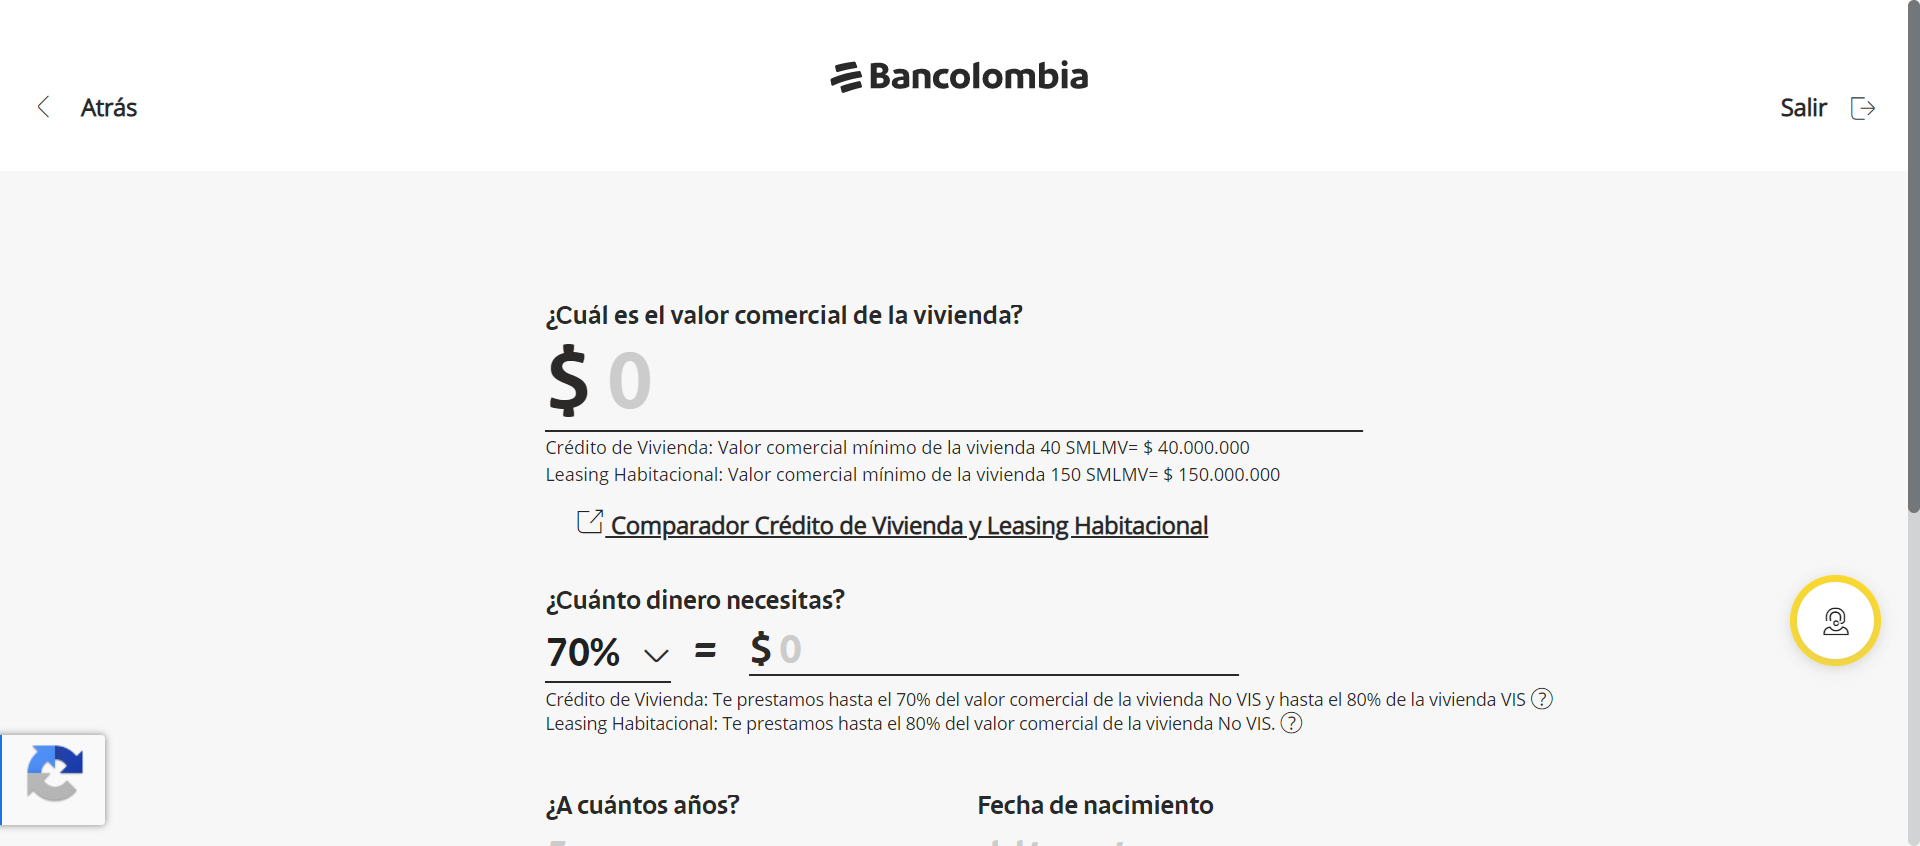 Bancolombia
Atrás
Salir
¿Cuál es el valor comercial de la vivienda?
$ 0
Crédito de Vivienda: Valor comercial mínimo de la vivienda 40 SMLMV= $ 40.000.000
Leasing Habitacional: Valor comercial mínimo de la vivienda 150 SMLMV= $ 150.000.000
Comparador Crédito de Vivienda y Leasing Habitacional
¿Cuánto dinero necesitas?
70% = $ 0
Crédito de Vivienda: Te prestamos hasta el 70% del valor comercial de la vivienda No VIS y hasta el 80% de la vivienda VIS ?
Leasing Habitacional: Te prestamos hasta el 80% del valor comercial de la vivienda No VIS. ?
¿A cuántos años? Fecha de nacimiento